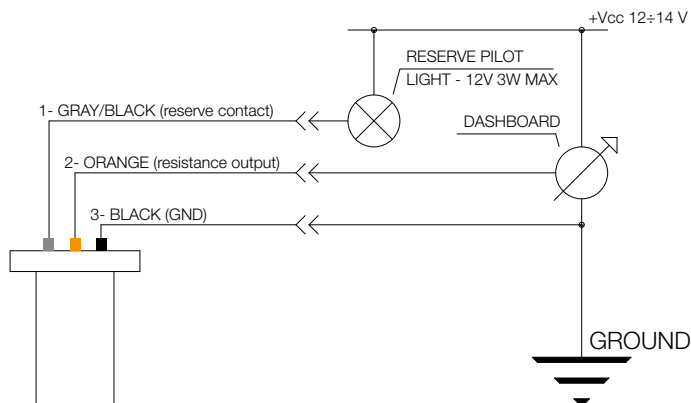 +Vcc 12÷14 V
RESERVE PILOT
LIGHT - 12V 3W MAX
1- GRAY/BLACK (reserve contact)
DASHBOARD
2- ORANGE (resistance output)
3- BLACK (GND)
GROUND